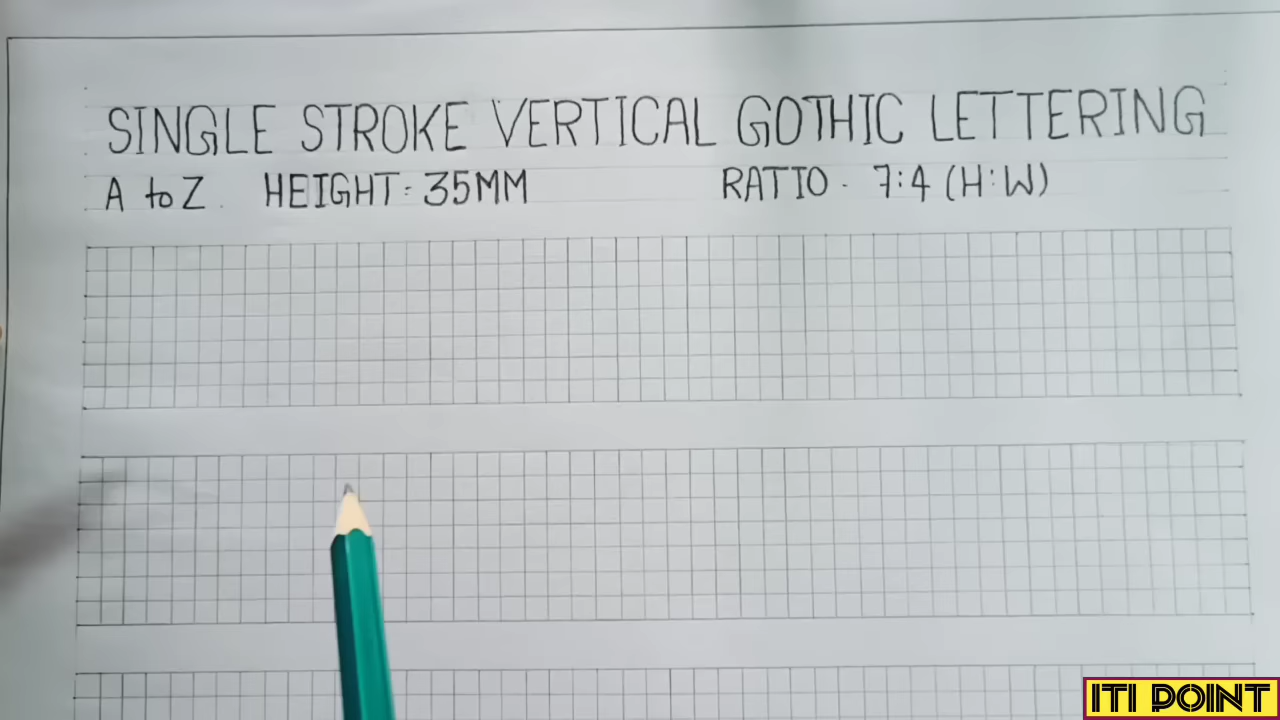 SINGLE STROKE VERTICAL GOTHIC LETTERING
A to Z. HEIGHT: 35MM RATIO - 7:4 (H:W)
ITI POINT